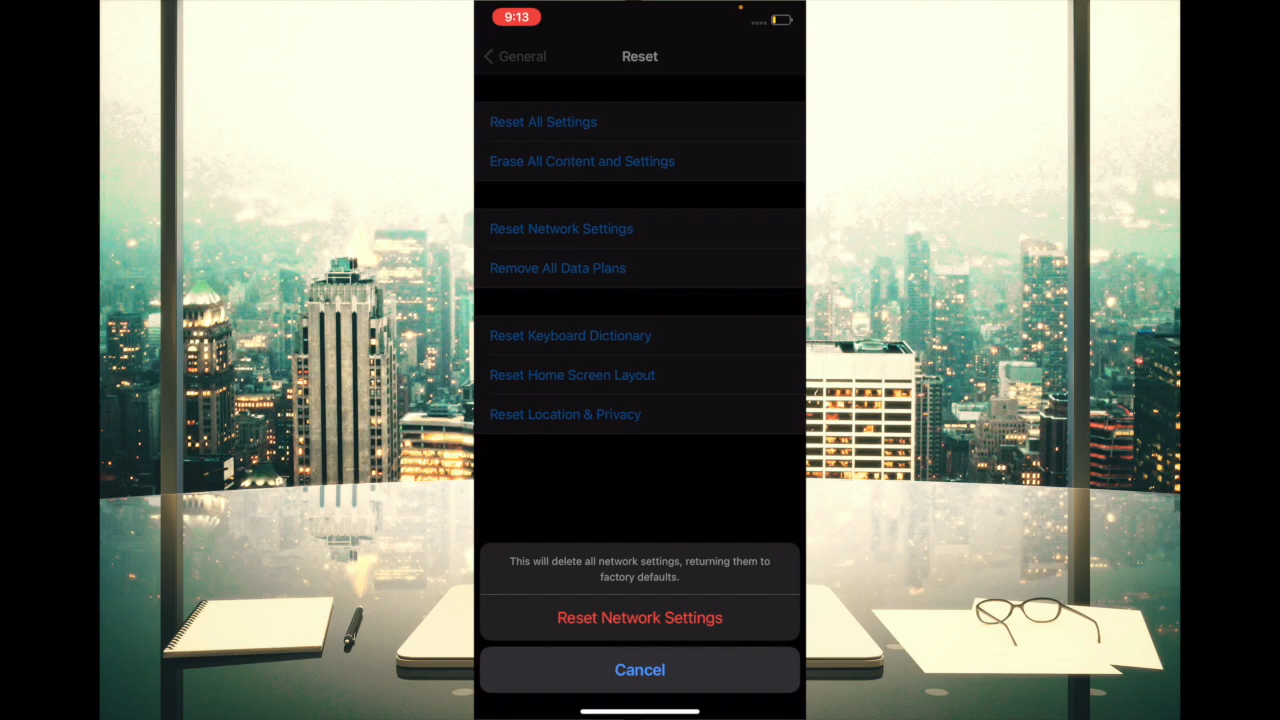 9:13
General
Reset
Reset All Settings
Erase All Content and Settings
Reset Network Settings
Remove All Data Plans
Reset Keyboard Dictionary
Reset Home Screen Layout
Reset Location & Privacy
This will delete all network settings, returning them to
factory defaults.
Reset Network Settings
Cancel